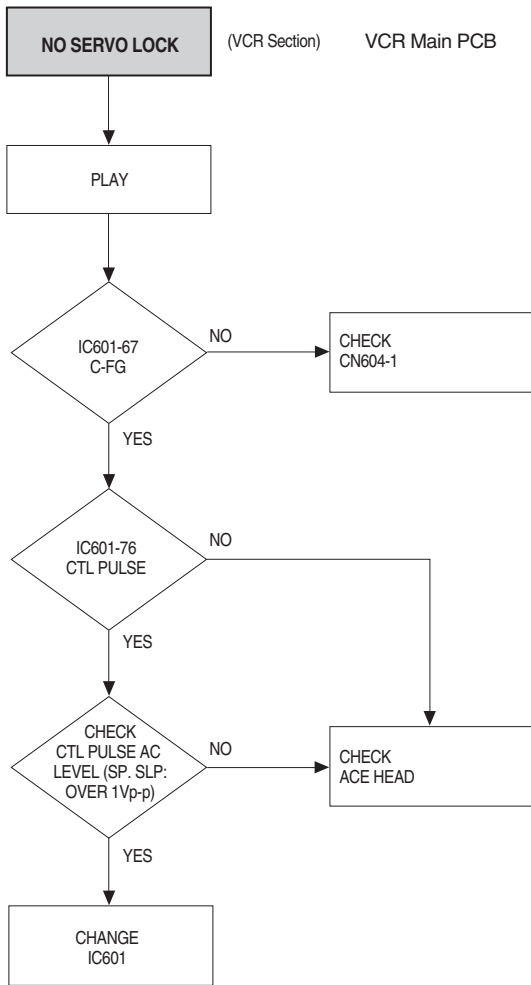 NO SERVO LOCK
(VCR Section)
VCR Main PCB
PLAY
IC601-67
C-FG
NO
CHECK
CN604-1
YES
IC601-76
CTL PULSE
NO
YES
CHECK
CTL PULSE AC
LEVEL (SP. SLP:
OVER 1Vp-p)
NO
CHECK
ACE HEAD
YES
CHANGE
IC601